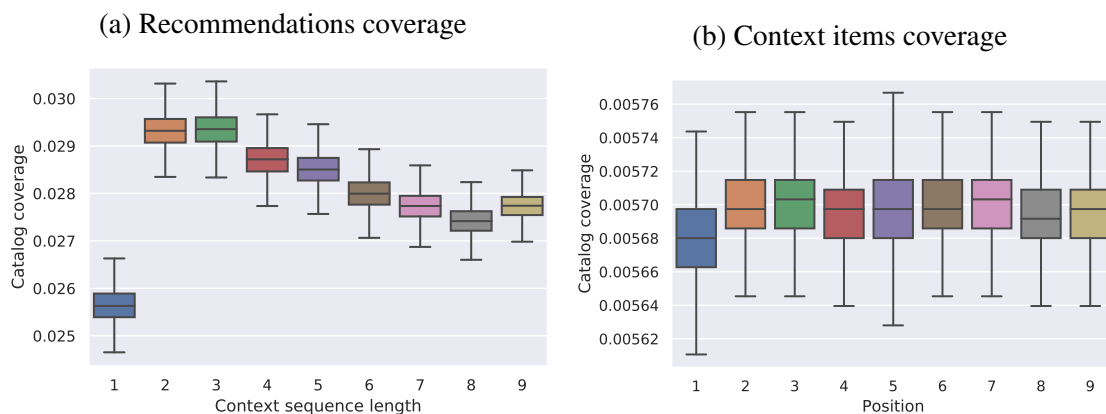 (a) Recommendations coverage
0.030
0.029
0.028
0.027
0.026
0.025
Catalog coverage
1 2 3 4 5 6 7 8 9
Context sequence length
(b) Context items coverage
0.00576
0.00574
0.00572
0.00570
0.00568
0.00566
0.00564
0.00562
Catalog coverage
1 2 3 4 5 6 7 8 9
Position